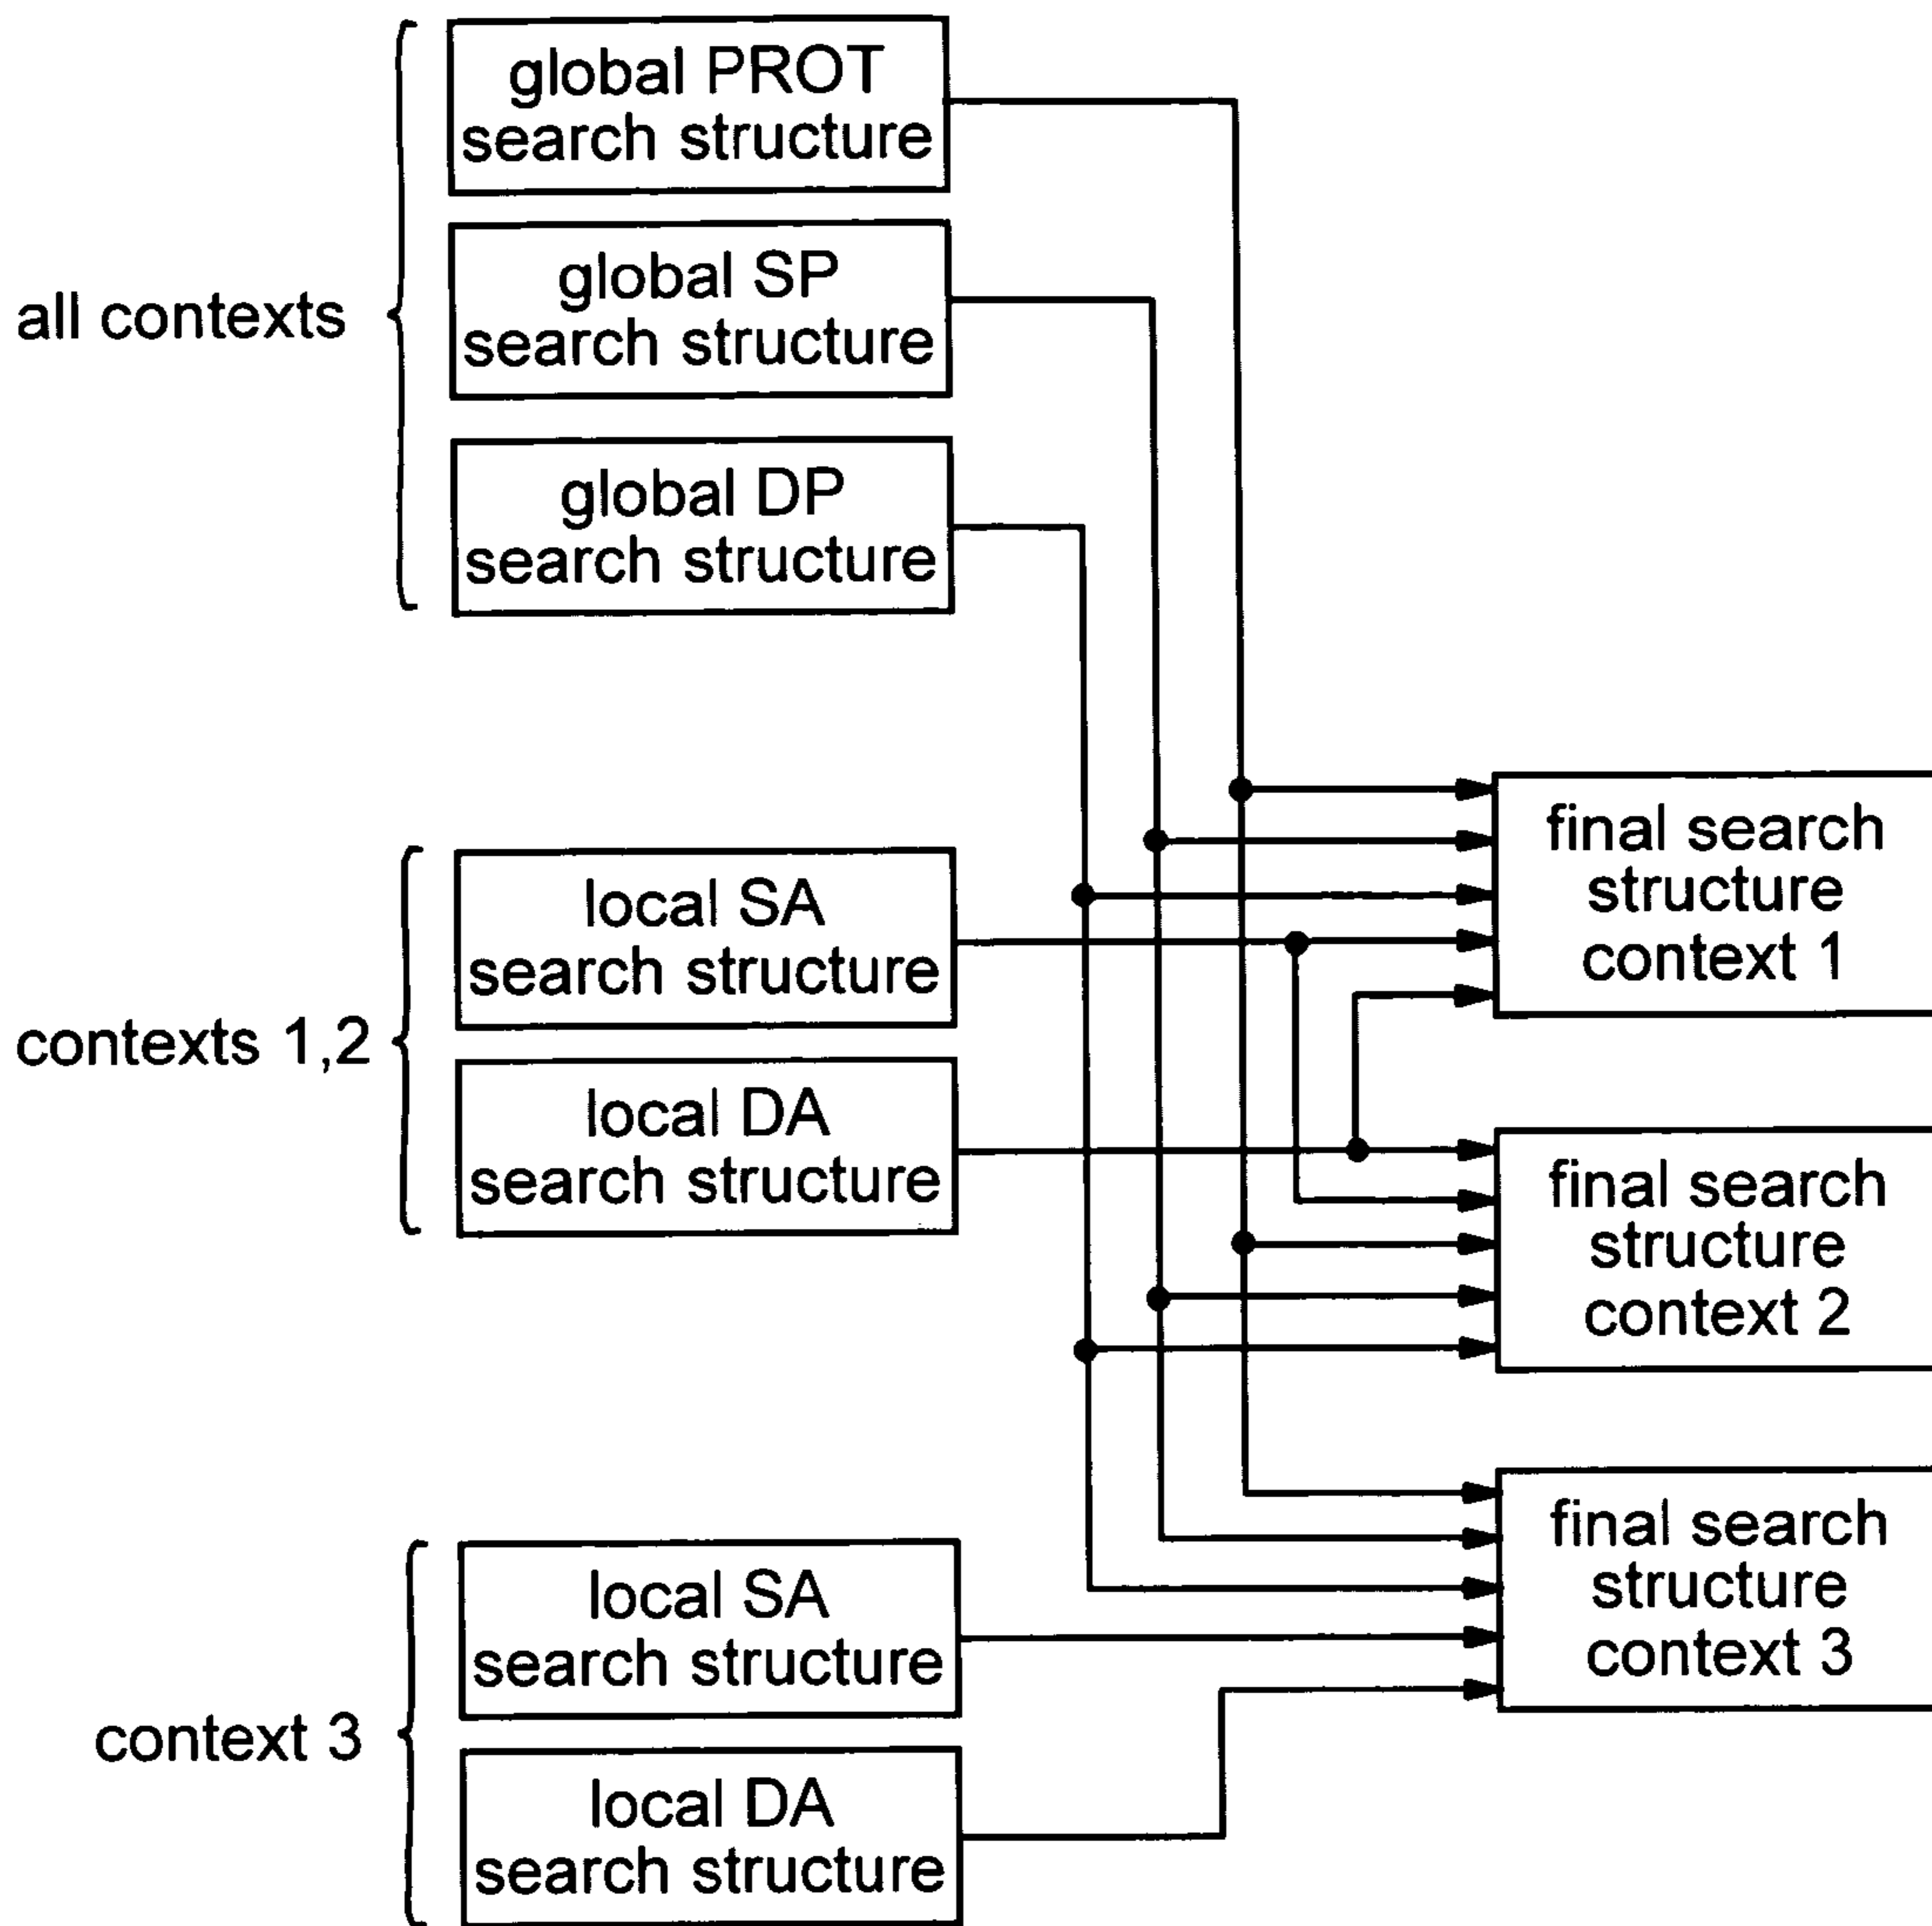 global PROT
search structure
global SP
search structure
all contexts
global DP
search structure
final search
structure
context 1
local SA
search structure
contexts 1,2
local DA
search structure
final search
structure
context 2
final search
structure
context 3
local SA
search structure
context 3
local DA
search structure